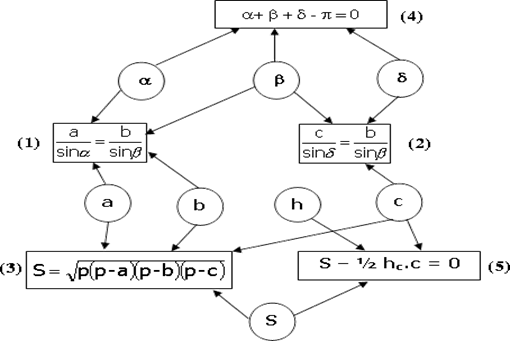 α+ β + δ - π = 0 (4)
α β δ
(1) a/sinα = b/sinβ c/sinδ = b/sinβ (2)
a b h c
(3) S = √p(p-a)(p-b)(p-c) S – ½ h_c.c = 0 (5)
S